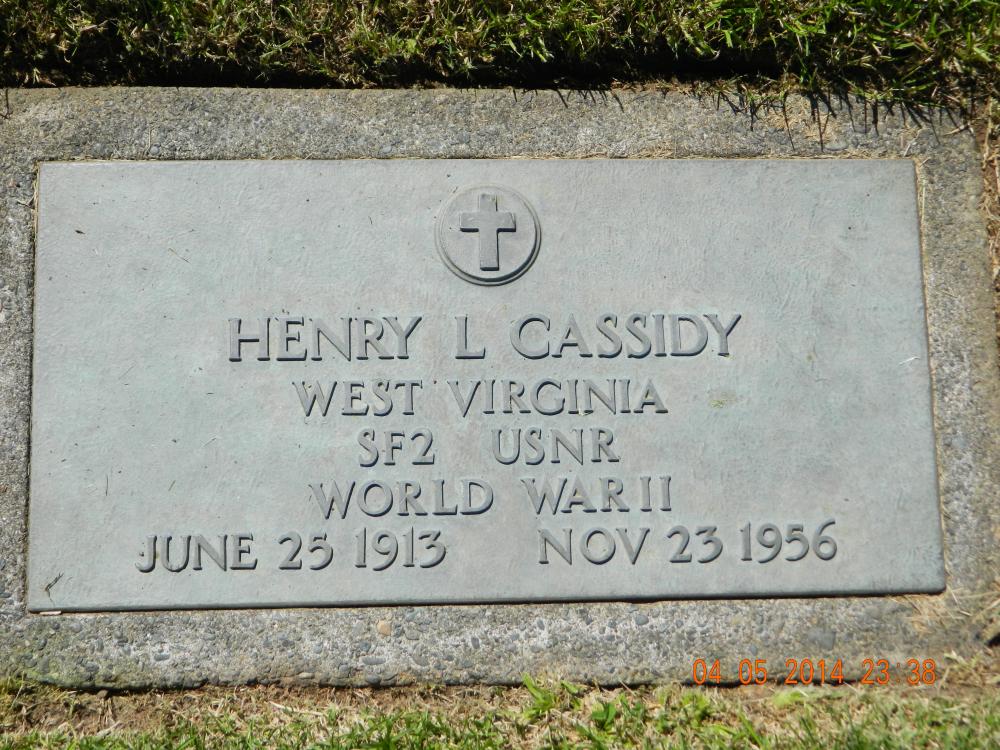 HENRY L CASSIDY
WEST VIRGINIA
SF2 USNR
WORLD WAR II
JUNE 25 1913 NOV 23 1956
04 05 2014 23 38